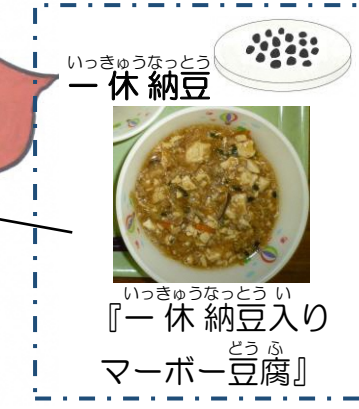 いっきゅうなっとう
一休納豆
いっきゅうなっとう い
『一休納豆入り
どう ふ
マーボー豆腐』